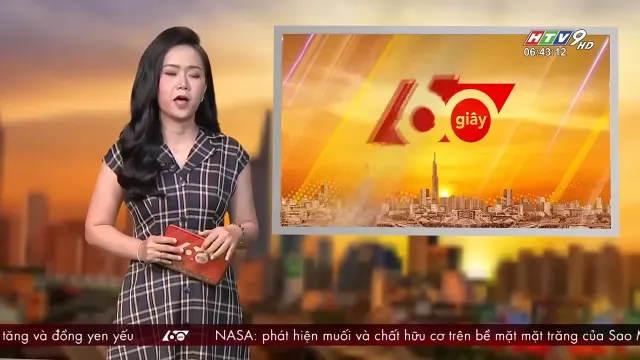 HTV9 HD
06:43:12
60 giây
tăng và đồng yen yếu 60 NASA: phát hiện muối và chất hữu cơ trên bề mặt mặt trăng của Sao